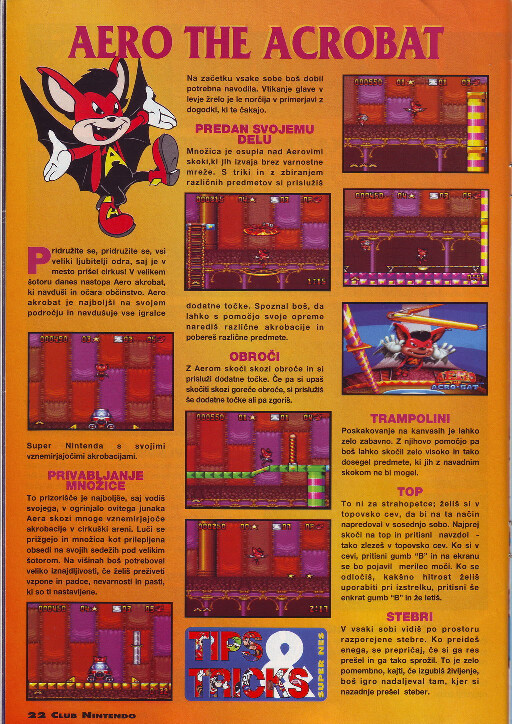 AERO THE ACROBAT
Pridružite se, pridružite se, vsi
veliki ljubitelji odra, saj je v
mesto prišel cirkus! V velikem
šotoru danes nastopa Aero akrobat,
ki navduši in očara občinstvo. Aero
akrobat je najboljši na svojem
področju in navdušuje vse igralce
Super Nintenda s svojimi
vznemirjajočimi akrobacijami.
PRIVABLJANJE
MNOŽICE
To prizorišče je najboljše, saj vodiš
svojega, v ogrinjalo ovitega junaka
Aera skozi mnoge vznemirjajoče
akrobacije v cirkuški areni. Luči se
prižgejo in množica kot prilepljena
obsedi na svojih sedežih pod velikim
šotorom. Na višinah boš potreboval
veliko iznajdljivosti, če želiš preživeti
vzpone in padce, nevarnosti in pasti,
ki so ti nastavljene.
Na začetku vsake sobe boš dobil
potrebna navodila. Vtikanje glave v
levje žrelo je le norčija v primerjavi z
dogodki, ki te čakajo.
PREDAN SVOJEMU
DELU
Množica je osupla nad Aerovimi
skoki,ki jih izvaja brez varnostne
mreže. S triki in z zbiranjem
različnih predmetov si prislužiš
dodatne točke. Spoznal boš, da
lahko s pomočjo svoje opreme
narediš različne akrobacije in
pobereš različne predmete.
OBROČI
Z Aerom skoči skozi obroče in si
prisluži dodatne točke. Če pa si upaš
skočiti skozi goreče obroče, si prislužiš
še dodatne točke ali pa zgoriš.
TIPS
&
TRICKS
SUPER NES
TRAMPOLINI
Poskakovanje na kanvasih je lahko
zelo zabavno. Z njihovo pomočjo pa
boš lahko skočil zelo visoko in tako
dosegel predmete, ki jih z navadnim
skokom ne bi mogel.
TOP
To ni za strahopetce; želiš si v
topovsko cev, da bi na ta način
napredoval v sosednjo sobo. Najprej
skoči na top in pritisni navzdol -
tako zlezeš v topovsko cev. Ko si v
cevi, pritisni gumb "B" in na ekranu
se bo pojavil merilec moči. Ko se
odločiš, kakšno hitrost želiš
uporabiti pri izstrelku, pritisni še
enkrat gumb "B" in že letiš.
STEBRI
V vsaki sobi vidiš po prostoru
razporejene stebre. Ko preideš
enega, se prepričaj, če si ga res
prešel in ga tako sprožil. To je zelo
pomembno, kajti, če izgubiš življenje,
boš igro nadaljeval tam, kjer si
nazadnje prešel steber.
22 CLUB NINTENDO